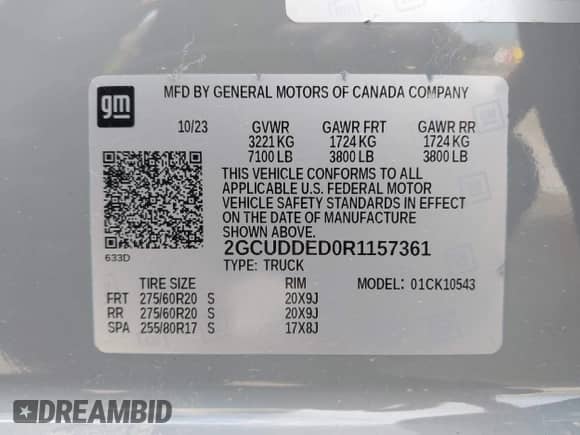 gm
MFD BY GENERAL MOTORS OF CANADA COMPANY
10/23 GVWR GAWR FRT GAWR RR
3221 KG 1724 KG 1724 KG
7100 LB 3800 LB 3800 LB
THIS VEHICLE CONFORMS TO ALL
APPLICABLE U.S. FEDERAL MOTOR
VEHICLE SAFETY STANDARDS IN EFFECT
ON THE DATE OF MANUFACTURE
SHOWN ABOVE.
633D
2GCUDDED0R1157361
TYPE: TRUCK
TIRE SIZE RIM MODEL: 01CK10543
FRT 275/60R20 S 20X9J
RR 275/60R20 S 20X9J
SPA 255/80R17 S 17X8J
DREAMBID